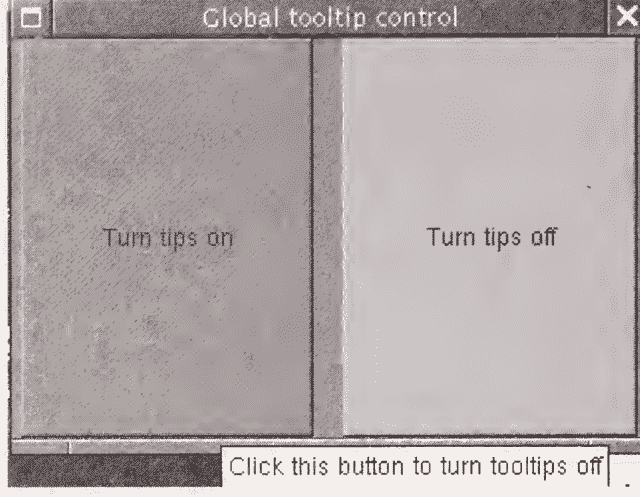 Global tooltip control
Turn tips on
Turn tips off
Click this button to turn tooltips off